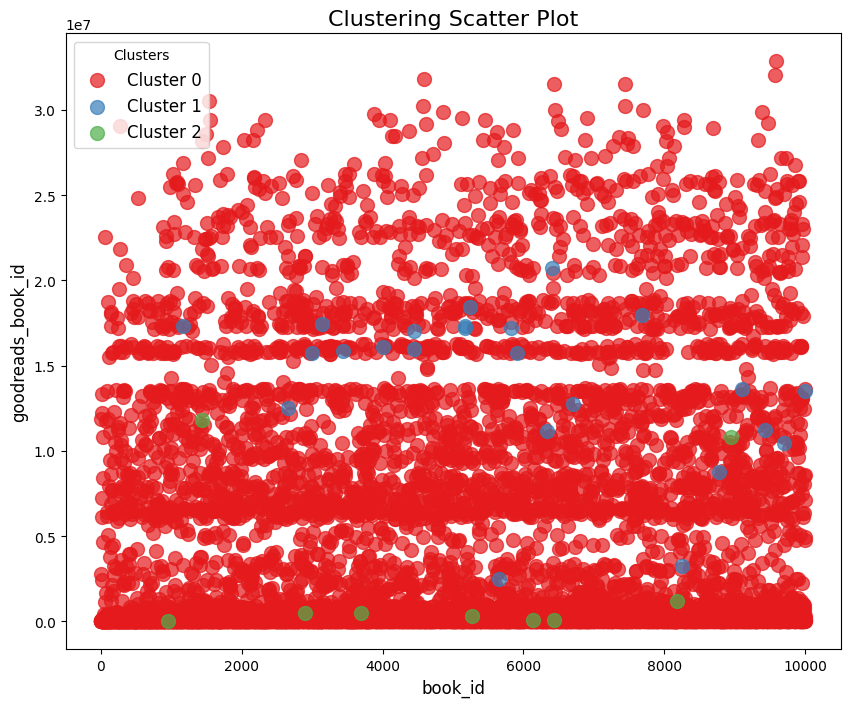 Clustering Scatter Plot
1e7
Clusters
Cluster 0
Cluster 1
Cluster 2
3.0
2.5
2.0
1.5
1.0
0.5
0.0
goodreads_book_id
0 2000 4000 6000 8000 10000
book_id